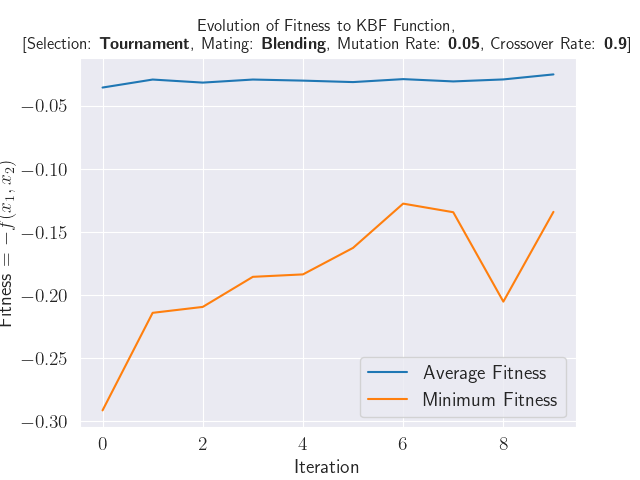 Evolution of Fitness to KBF Function,
[Selection: Tournament, Mating: Blending, Mutation Rate: 0.05, Crossover Rate: 0.9]
−0.05
−0.10
−0.15
−0.20
−0.25
−0.30
Fitness = −f(x₁, x₂)
Average Fitness
Minimum Fitness
0 2 4 6 8
Iteration